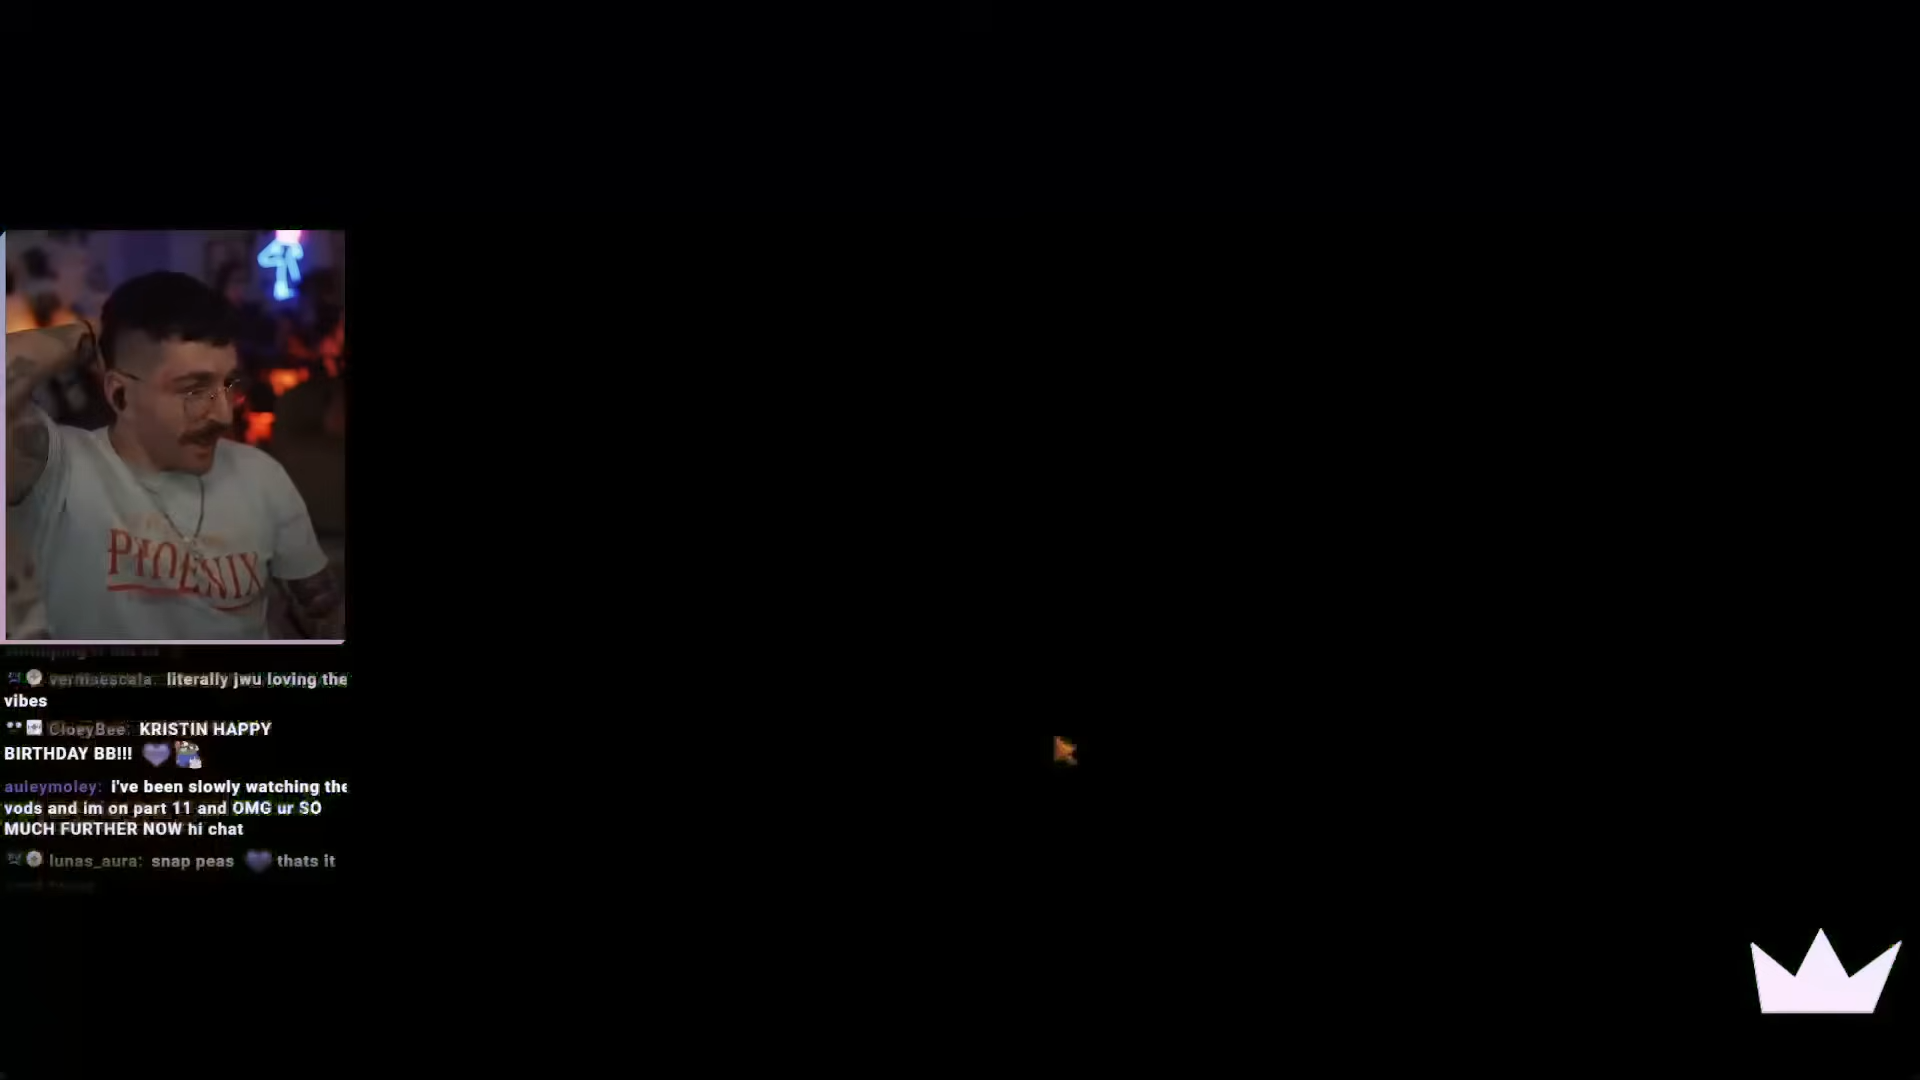 PHOENIX
vermsescala: literally jwu loving the
vibes
CloeyBee: KRISTIN HAPPY
BIRTHDAY BB!!!
auleymoley: i've been slowly watching the
vods and im on part 11 and OMG ur SO
MUCH FURTHER NOW hi chat
lunas_aura: snap peas thats it